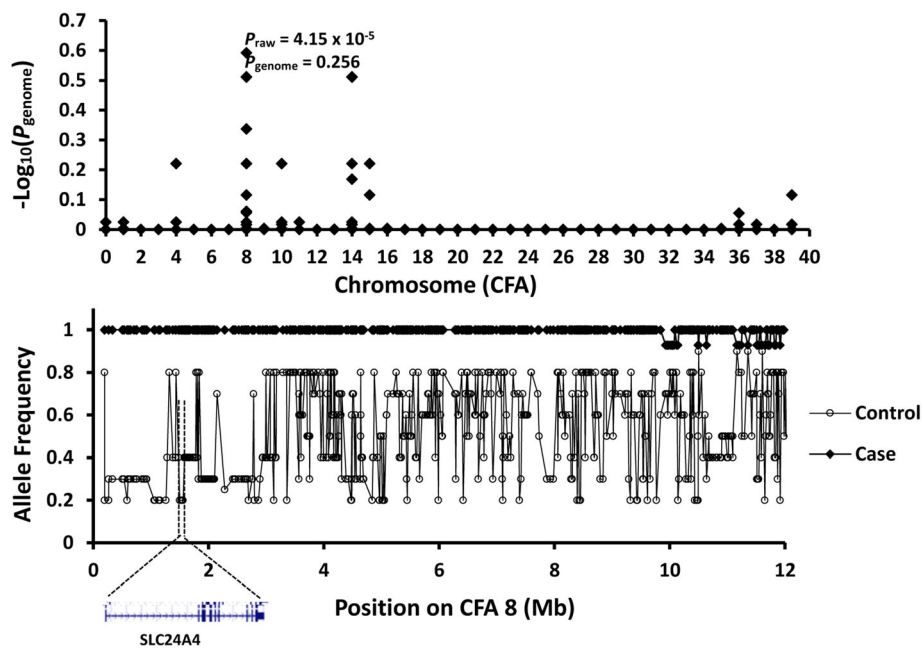 0.7
0.6
0.5
0.4
0.3
0.2
0.1
0
-Log10(Pgenome)
Praw = 4.15 x 10-5
Pgenome = 0.256
0 2 4 6 8 10 12 14 16 18 20 22 24 26 28 30 32 34 36 38 40
Chromosome (CFA)
1
0.8
0.6
0.4
0.2
0
Allele Frequency
Control
Case
0 2 4 6 8 10 12
Position on CFA 8 (Mb)
SLC24A4